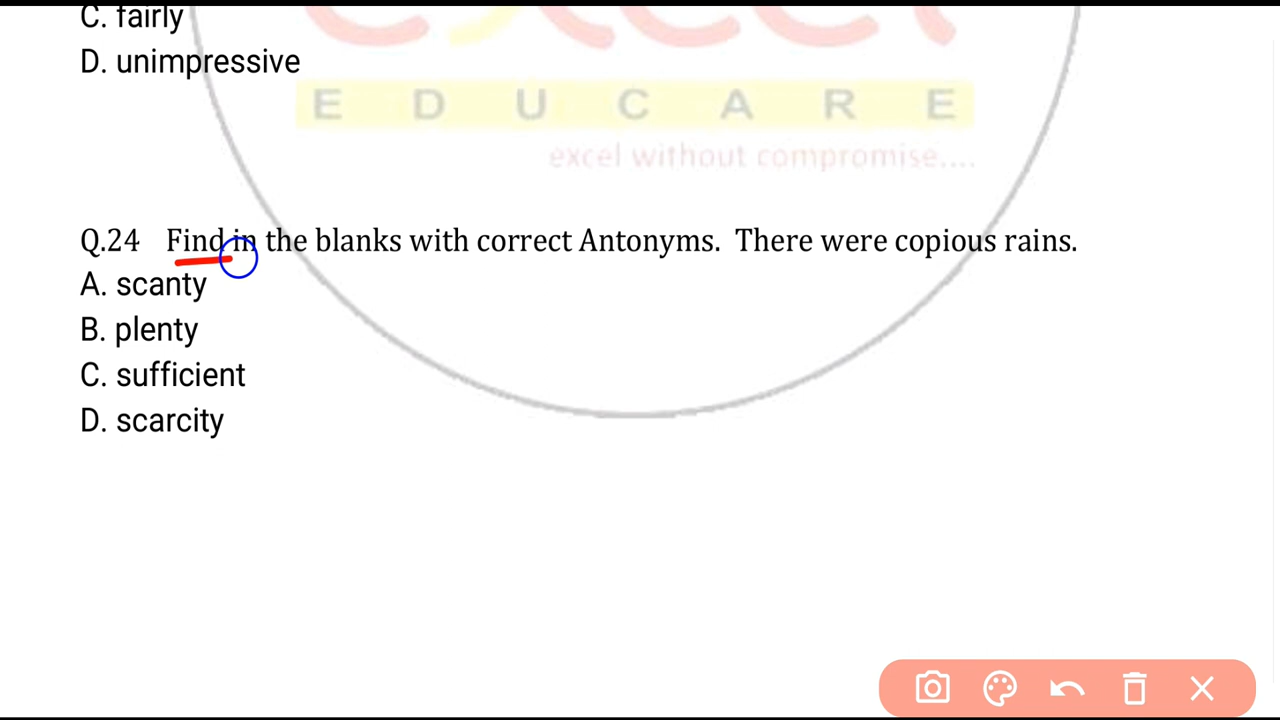 C. fairly
D. unimpressive
excel
E D U C A R E
excel without compromise....
Q.24 Find in the blanks with correct Antonyms. There were copious rains.
A. scanty
B. plenty
C. sufficient
D. scarcity